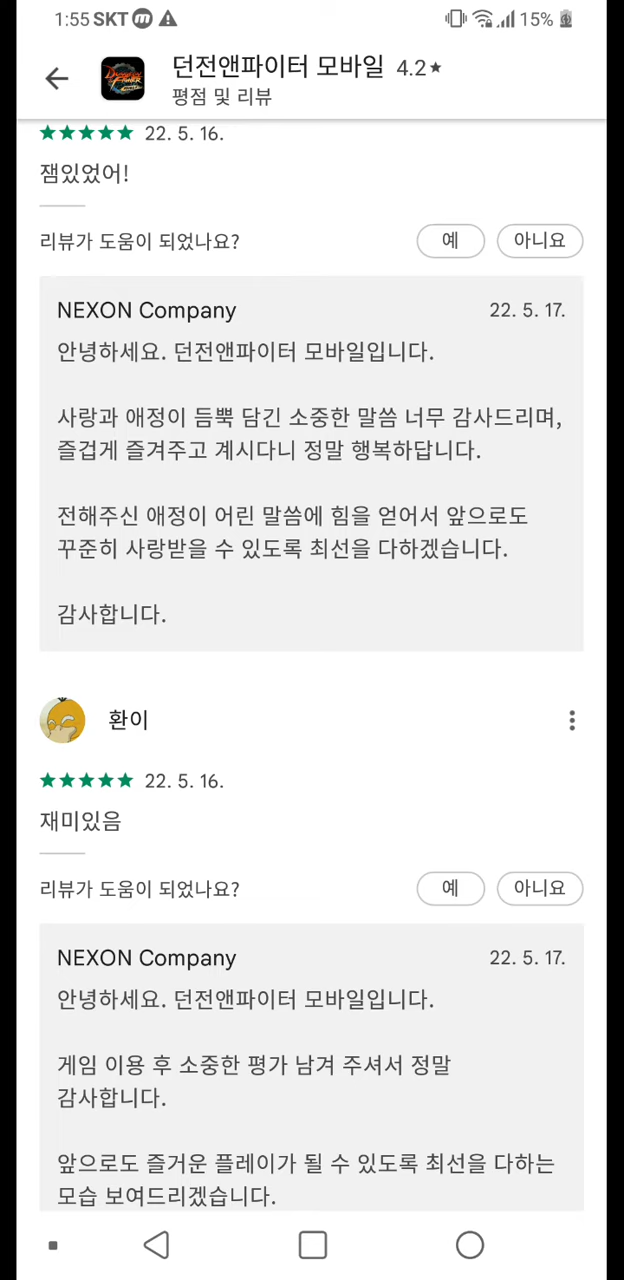 1:55 SKT m
15%
던전앤파이터 모바일 4.2★
평점 및 리뷰
★★★★★ 22. 5. 16.
잼있었어!
리뷰가 도움이 되었나요? 예 아니요
NEXON Company 22. 5. 17.
안녕하세요. 던전앤파이터 모바일입니다.
사랑과 애정이 듬뿍 담긴 소중한 말씀 너무 감사드리며,
즐겁게 즐겨주고 계시다니 정말 행복하답니다.
전해주신 애정이 어린 말씀에 힘을 얻어서 앞으로도
꾸준히 사랑받을 수 있도록 최선을 다하겠습니다.
감사합니다.
환이
★★★★★ 22. 5. 16.
재미있음
리뷰가 도움이 되었나요? 예 아니요
NEXON Company 22. 5. 17.
안녕하세요. 던전앤파이터 모바일입니다.
게임 이용 후 소중한 평가 남겨 주셔서 정말
감사합니다.
앞으로도 즐거운 플레이가 될 수 있도록 최선을 다하는
모습 보여드리겠습니다.